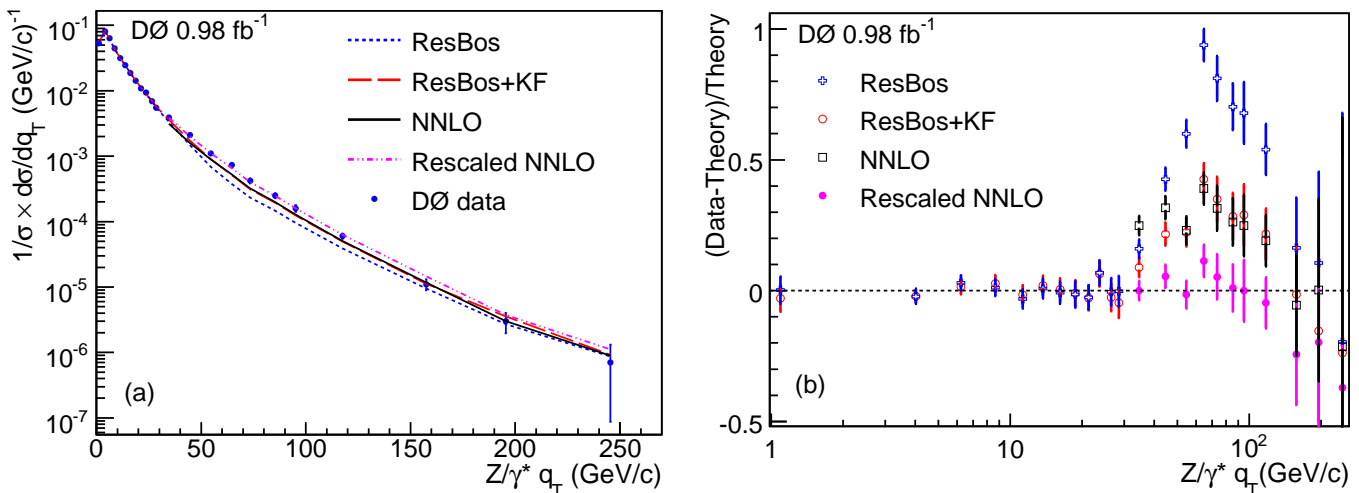 DØ 0.98 fb⁻¹
ResBos
ResBos+KF
NNLO
Rescaled NNLO
DØ data
1/σ × dσ/dq_T (GeV/c)⁻¹
10⁻¹
10⁻²
10⁻³
10⁻⁴
10⁻⁵
10⁻⁶
10⁻⁷
(a)
0 50 100 150 200 250
Z/γ* q_T (GeV/c)
DØ 0.98 fb⁻¹
ResBos
ResBos+KF
NNLO
Rescaled NNLO
(Data-Theory)/Theory
1
0.5
0
-0.5
(b)
1 10 10²
Z/γ* q_T (GeV/c)